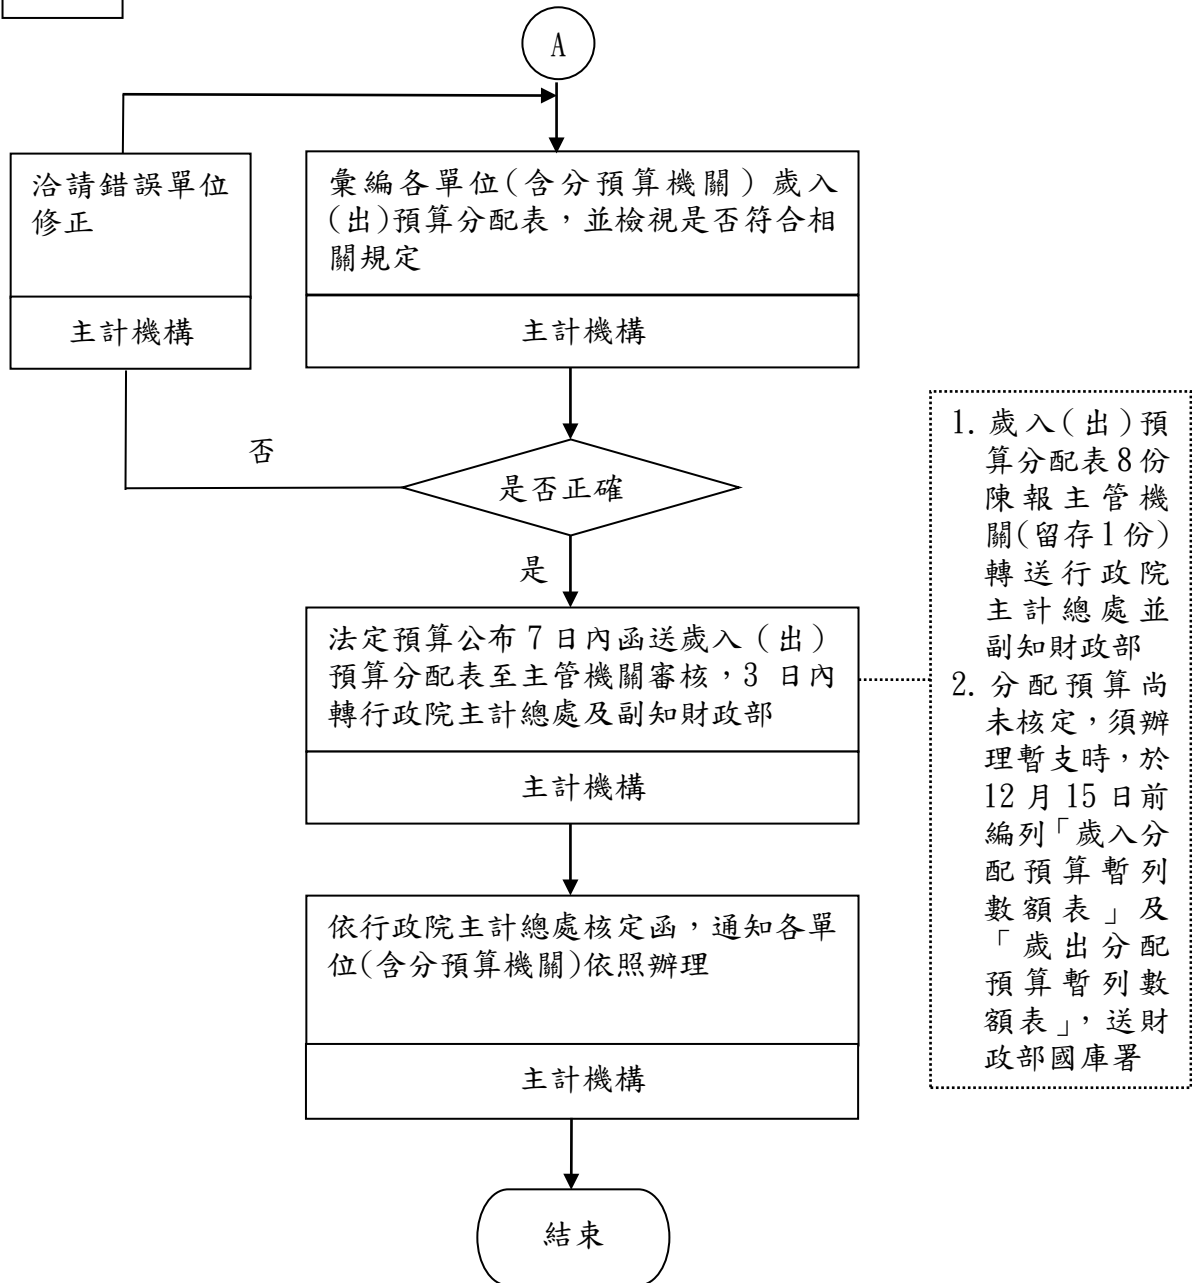 A
洽請錯誤單位
修正
主計機構
彙編各單位(含分預算機關)歲入
(出)預算分配表,並檢視是否符合相
關規定
主計機構
否
是否正確
是
法定預算公布 7 日內函送歲入（出）
預算分配表至主管機關審核,3 日內
轉行政院主計總處及副知財政部
主計機構
1. 歲入(出)預
算分配表8份
陳報主管機
關(留存1份)
轉送行政院
主計總處並
副知財政部
2. 分配預算尚
未核定,須辦
理暫支時,於
12 月 15 日前
編列「歲入分
配預算暫列
數額表」及
「歲出分配
預算暫列數
額表」,送財
政部國庫署
依行政院主計總處核定函,通知各單
位(含分預算機關)依照辦理
主計機構
結束